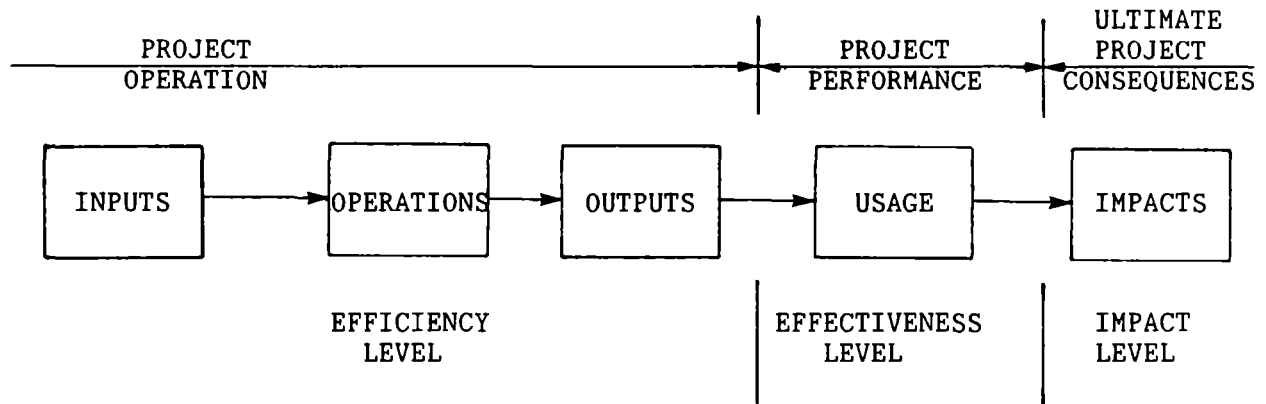 PROJECT
OPERATION
PROJECT
PERFORMANCE
ULTIMATE
PROJECT
CONSEQUENCES
INPUTS
OPERATIONS
OUTPUTS
USAGE
IMPACTS
EFFICIENCY
LEVEL
EFFECTIVENESS
LEVEL
IMPACT
LEVEL